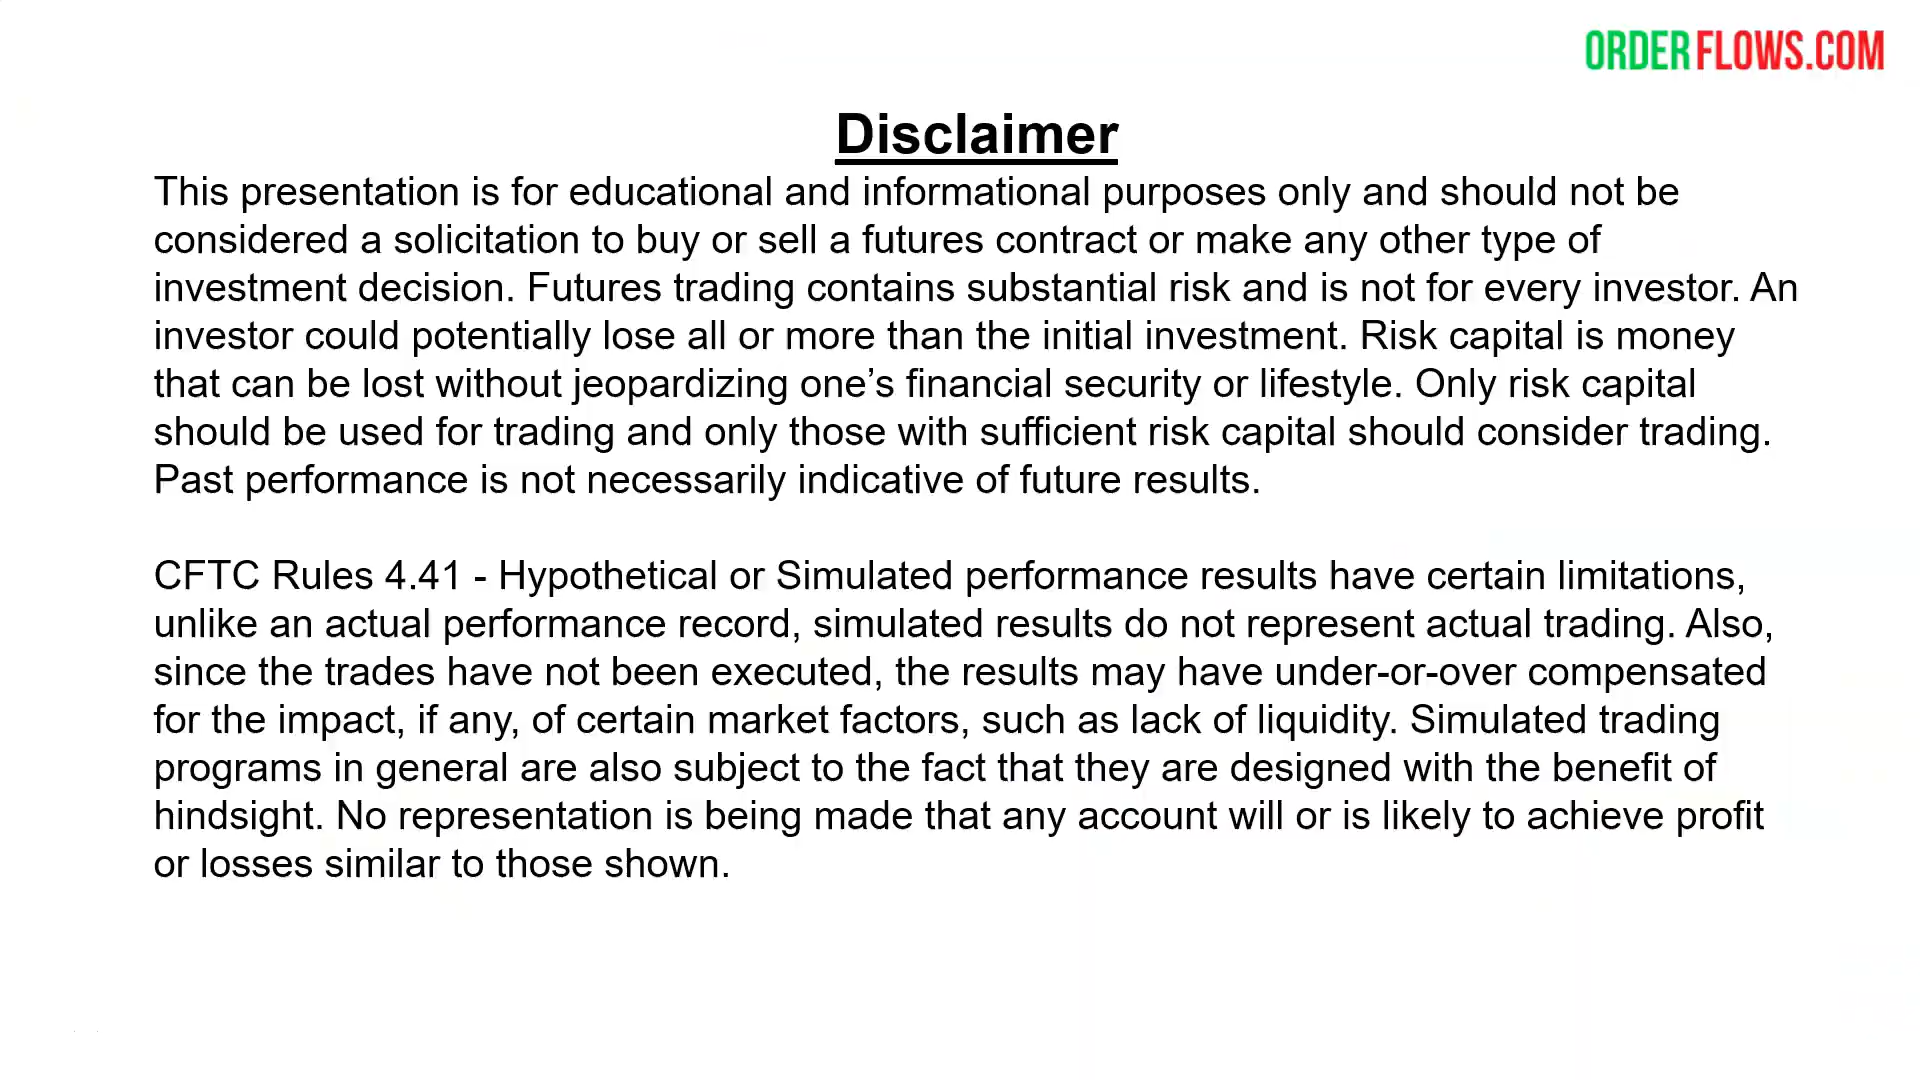 ORDERFLOWS.COM
Disclaimer
This presentation is for educational and informational purposes only and should not be
considered a solicitation to buy or sell a futures contract or make any other type of
investment decision. Futures trading contains substantial risk and is not for every investor. An
investor could potentially lose all or more than the initial investment. Risk capital is money
that can be lost without jeopardizing one’s financial security or lifestyle. Only risk capital
should be used for trading and only those with sufficient risk capital should consider trading.
Past performance is not necessarily indicative of future results.
CFTC Rules 4.41 - Hypothetical or Simulated performance results have certain limitations,
unlike an actual performance record, simulated results do not represent actual trading. Also,
since the trades have not been executed, the results may have under-or-over compensated
for the impact, if any, of certain market factors, such as lack of liquidity. Simulated trading
programs in general are also subject to the fact that they are designed with the benefit of
hindsight. No representation is being made that any account will or is likely to achieve profit
or losses similar to those shown.